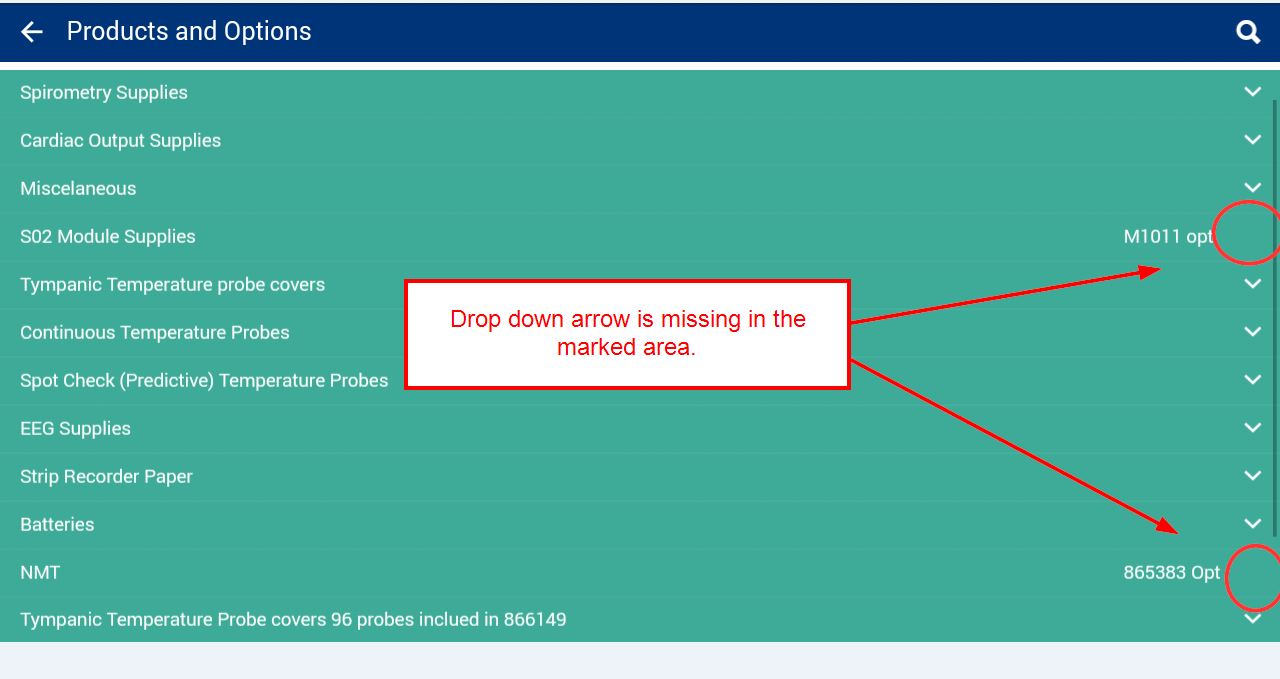 Products and Options
Spirometry Supplies
Cardiac Output Supplies
Miscelaneous
S02 Module Supplies M1011 opt
Tympanic Temperature probe covers
Drop down arrow is missing in the
marked area.
Continuous Temperature Probes
Spot Check (Predictive) Temperature Probes
EEG Supplies
Strip Recorder Paper
Batteries
NMT 865383 Opt
Tympanic Temperature Probe covers 96 probes inclued in 866149